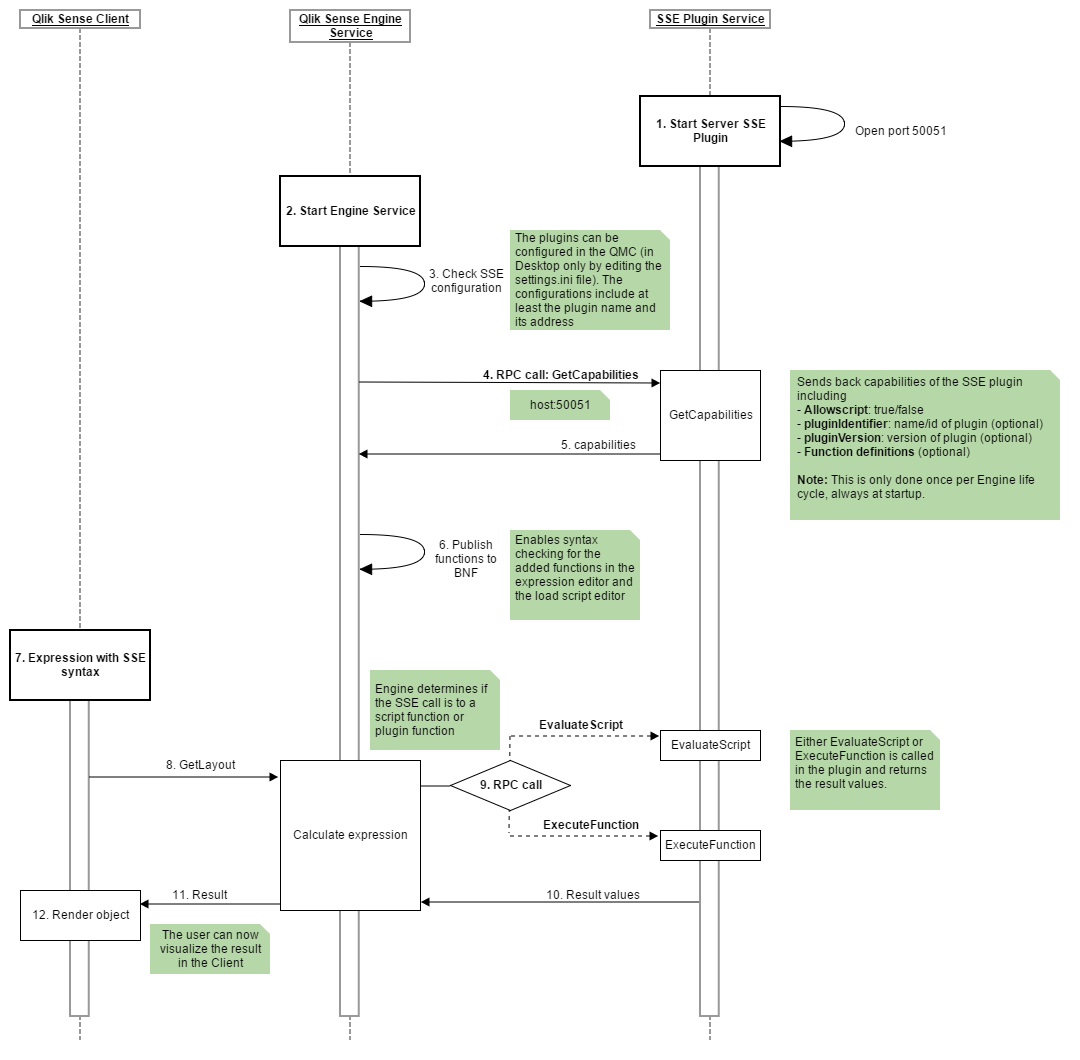 Qlik Sense Client
Qlik Sense Engine
Service
SSE Plugin Service
1. Start Server SSE
Plugin
Open port 50051
2. Start Engine Service
3. Check SSE
configuration
The plugins can be
configured in the QMC (in
Desktop only by editing the
settings.ini file). The
configurations include at
least the plugin name and
its address
4. RPC call: GetCapabilities
host:50051
GetCapabilities
5. capabilities
Sends back capabilities of the SSE plugin
including
- Allowscript: true/false
- pluginIdentifier: name/id of plugin (optional)
- pluginVersion: version of plugin (optional)
- Function definitions (optional)
Note: This is only done once per Engine life
cycle, always at startup.
6. Publish
functions to
BNF
Enables syntax
checking for the
added functions in the
expression editor and
the load script editor
7. Expression with SSE
syntax
Engine determines if
the SSE call is to a
script function or
plugin function
8. GetLayout
Calculate expression
9. RPC call
EvaluateScript
EvaluateScript
ExecuteFunction
ExecuteFunction
Either EvaluateScript or
ExecuteFunction is called
in the plugin and returns
the result values.
10. Result values
11. Result
12. Render object
The user can now
visualize the result
in the Client